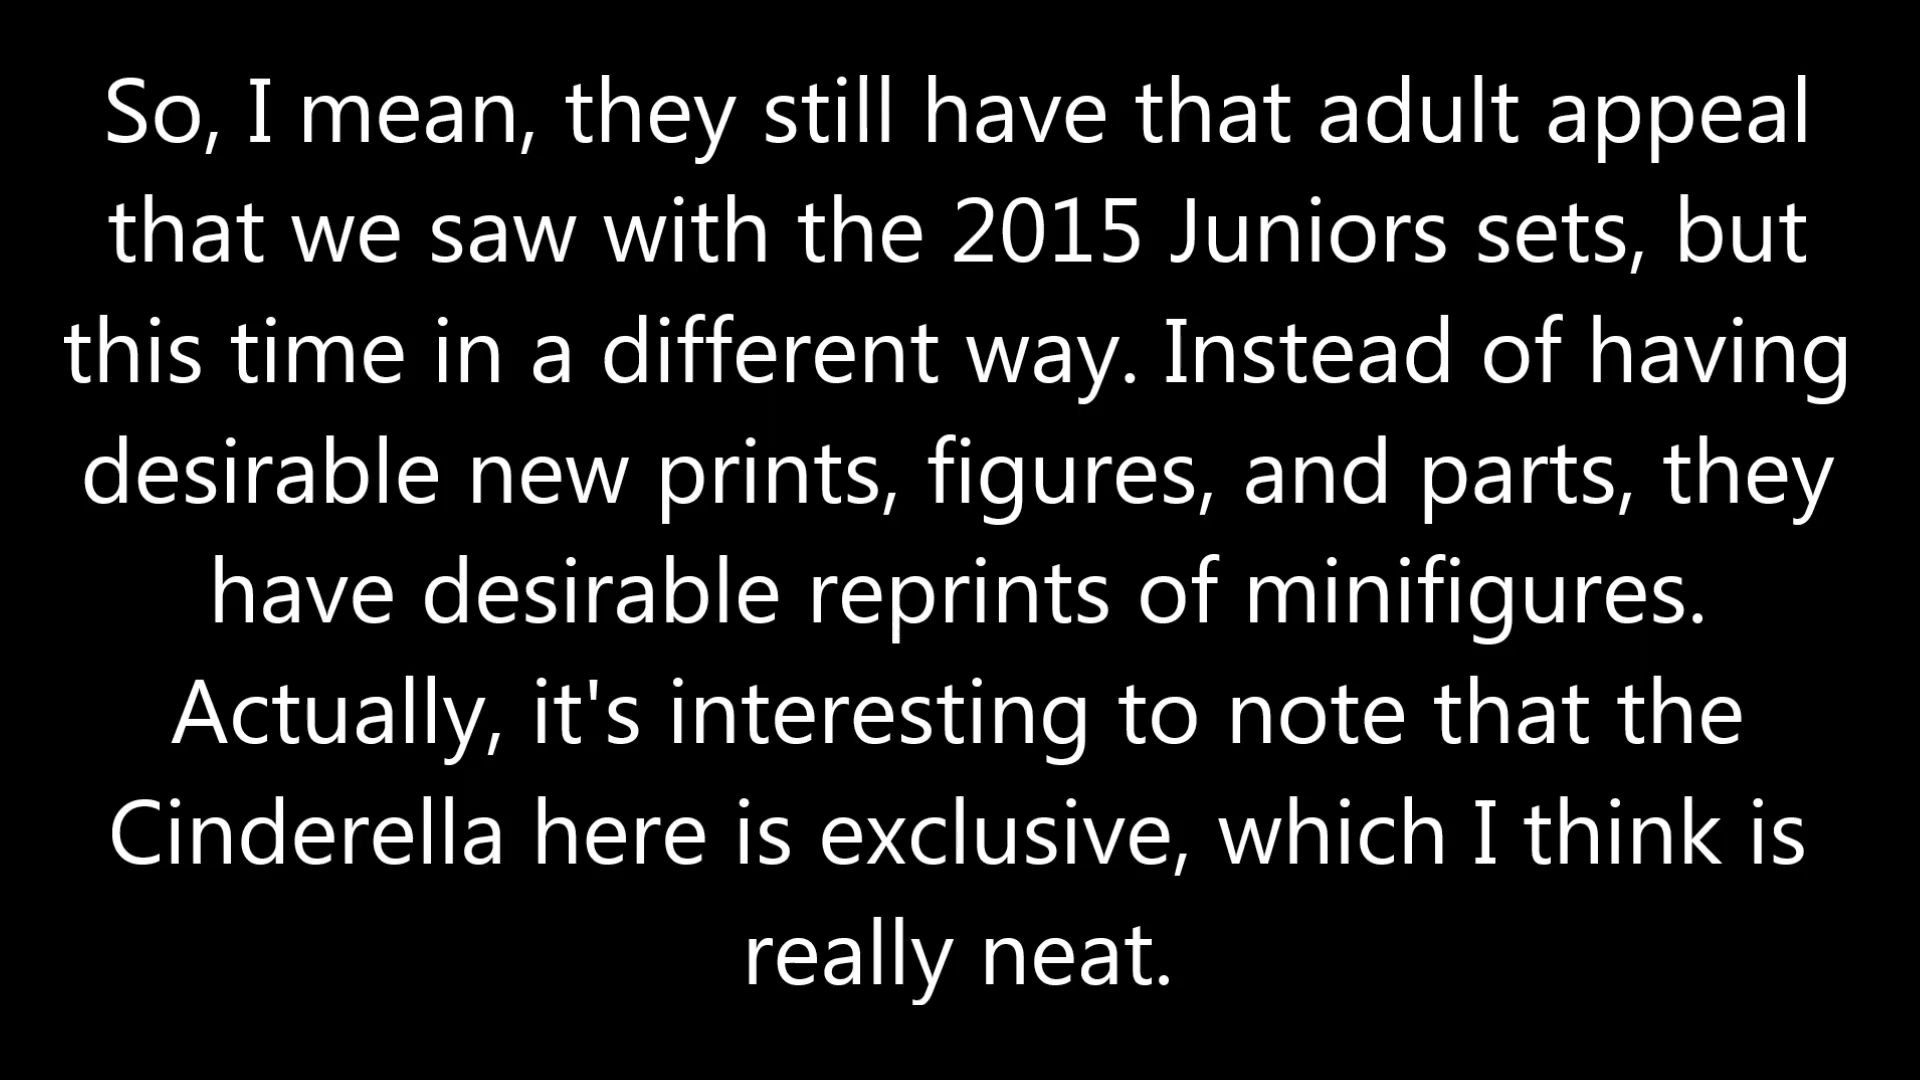 So, I mean, they still have that adult appeal
that we saw with the 2015 Juniors sets, but
this time in a different way. Instead of having
desirable new prints, figures, and parts, they
have desirable reprints of minifigures.
Actually, it's interesting to note that the
Cinderella here is exclusive, which I think is
really neat.